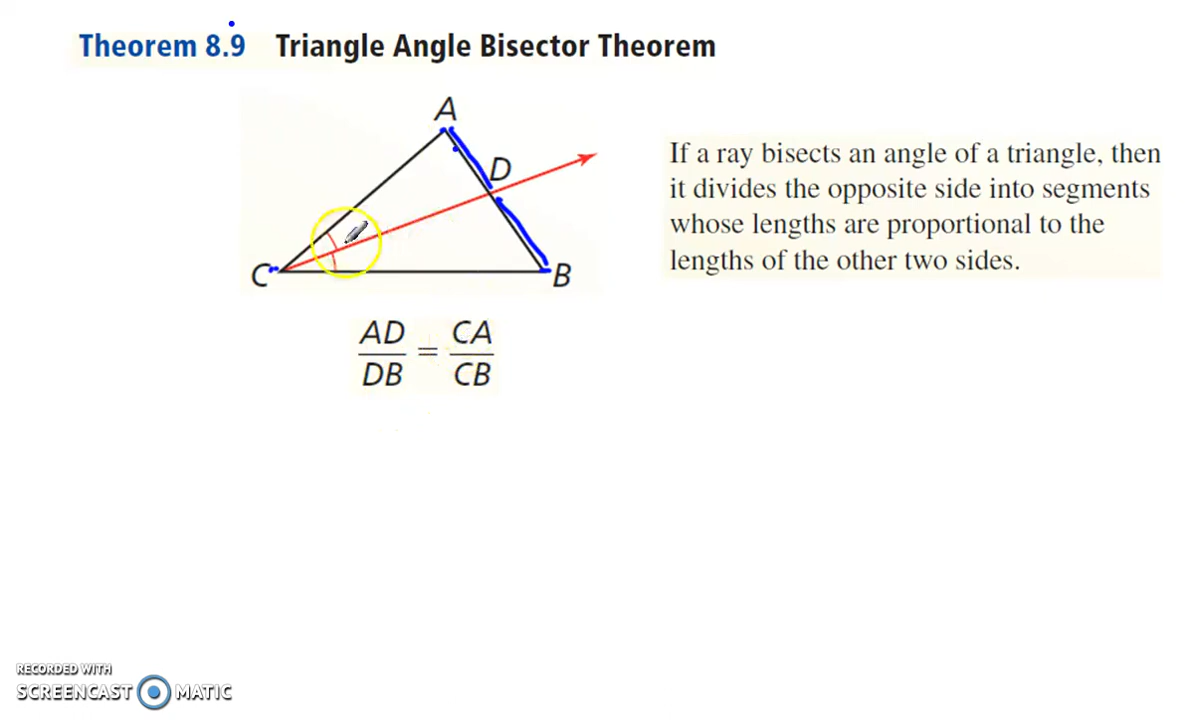 Theorem 8.9 Triangle Angle Bisector Theorem
A
D
C
B
If a ray bisects an angle of a triangle, then
it divides the opposite side into segments
whose lengths are proportional to the
lengths of the other two sides.
AD CA
=
DB CB
RECORDED WITH
SCREENCAST MATIC